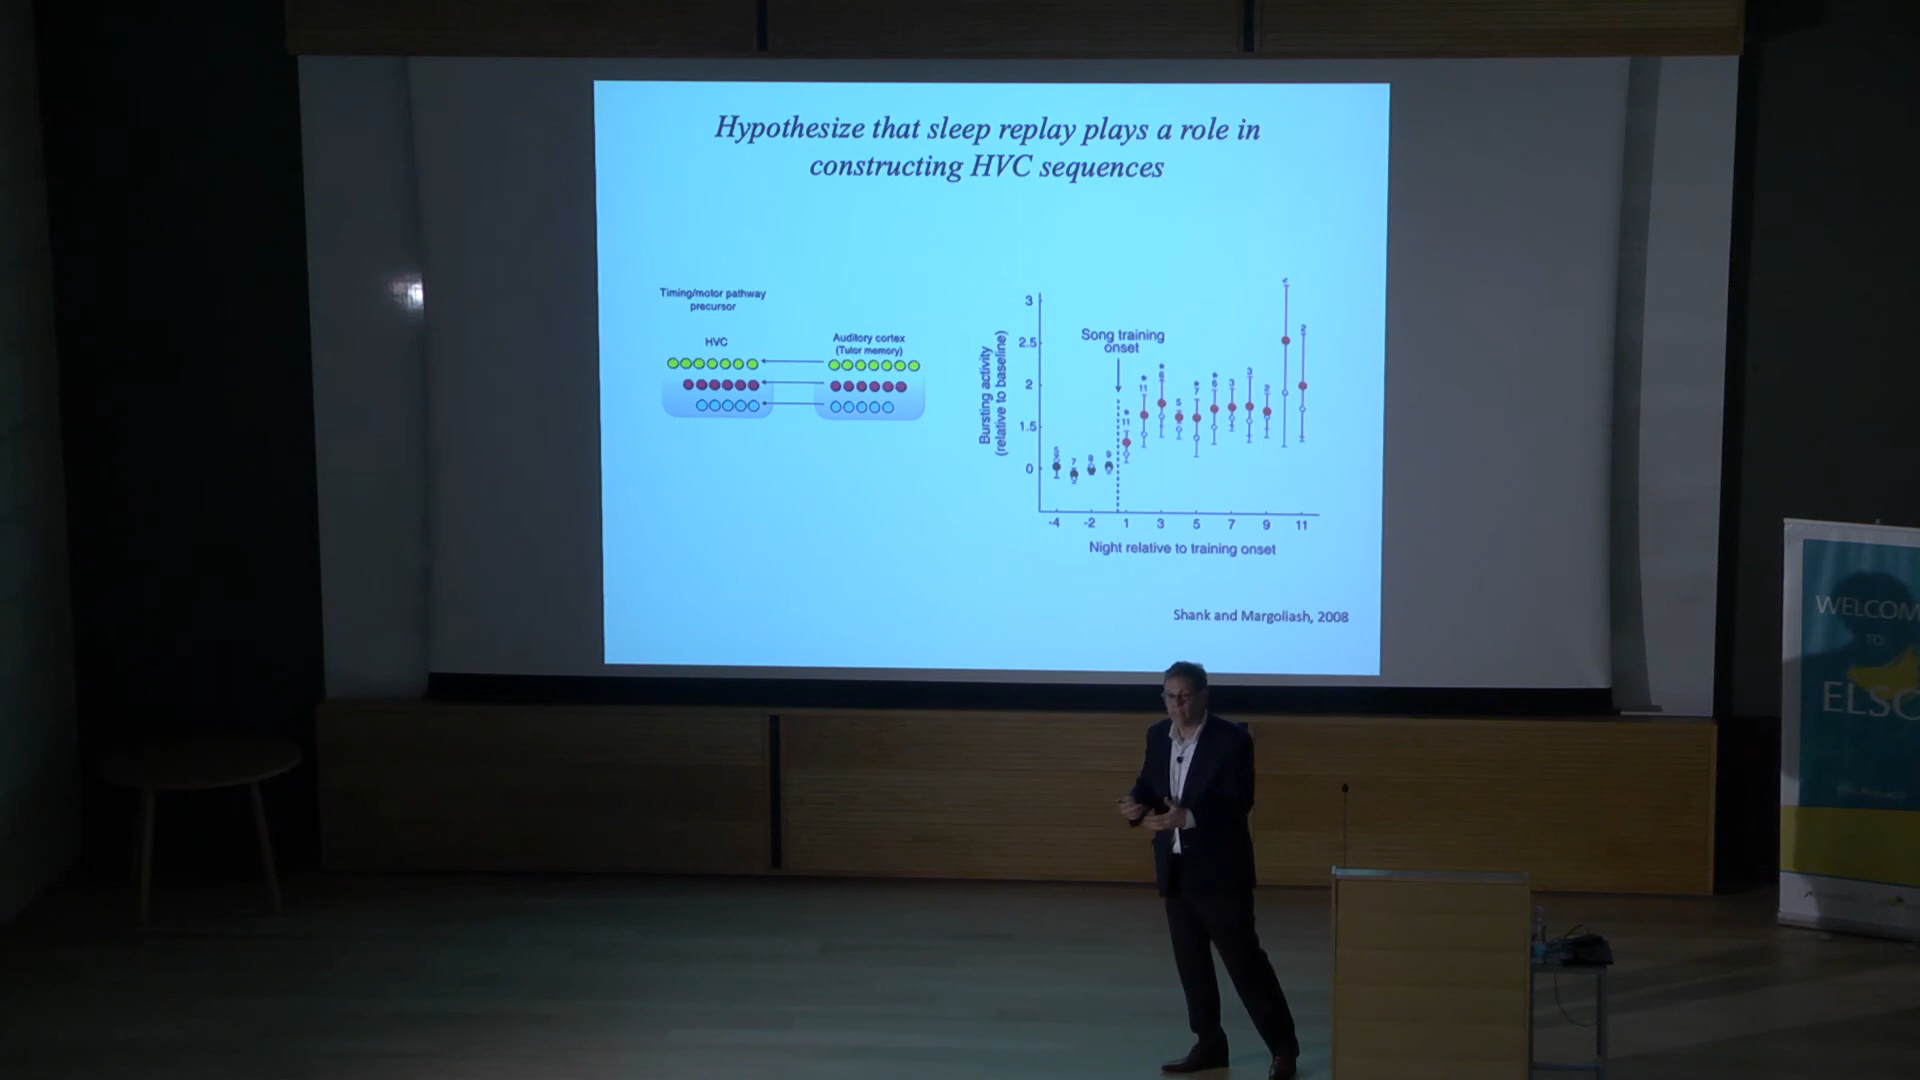 Hypothesize that sleep replay plays a role in
constructing HVC sequences
Timing/motor pathway
precursor
HVC
Auditory cortex
(Tutor memory)
Bursting activity
(relative to baseline)
3
2.5
2
1.5
0
Song training
onset
-4 -2 1 3 5 7 9 11
Night relative to training onset
Shank and Margoliash, 2008
WELCOM
TO
ELSC